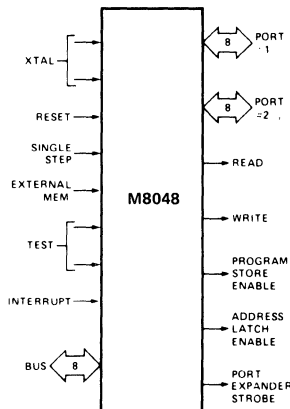 XTAL
RESET
SINGLE
STEP
EXTERNAL
MEM
TEST
INTERRUPT
BUS
8
M8048
8
PORT
1
8
PORT
=2
READ
WRITE
PROGRAM
STORE
ENABLE
ADDRESS
LATCH
ENABLE
PORT
EXPANDER
STROBE